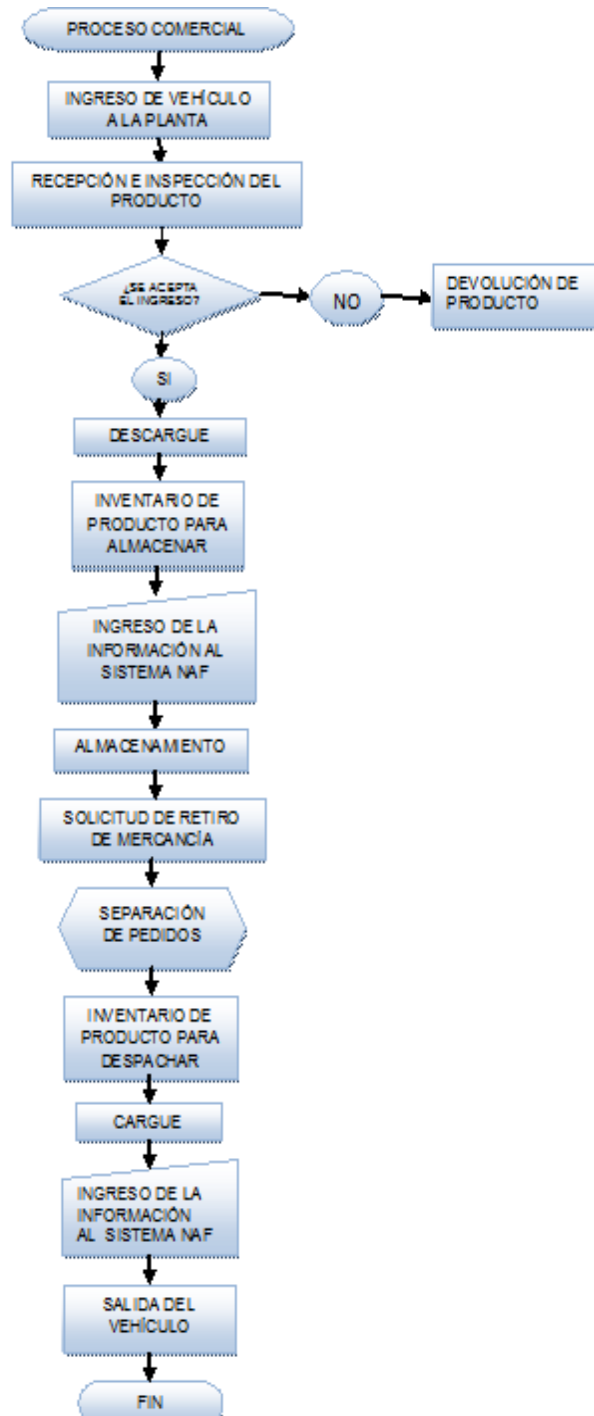 PROCESO COMERCIAL
INGRESO DE VEHÍCULO
A LA PLANTA
RECEPCIÓN E INSPECCIÓN DEL
PRODUCTO
¿SE ACEPTA
EL INGRESO?
NO
DEVOLUCIÓN DE
PRODUCTO
SI
DESCARGUE
INVENTARIO DE
PRODUCTO PARA
ALMACENAR
INGRESO DE LA
INFORMACIÓN AL
SISTEMA NAF
ALMACENAMIENTO
SOLICITUD DE RETIRO
DE MERCANCÍA
SEPARACIÓN
DE PEDIDOS
INVENTARIO DE
PRODUCTO PARA
DESPACHAR
CARGUE
INGRESO DE LA
INFORMACIÓN
AL SISTEMA NAF
SALIDA DEL
VEHÍCULO
FIN